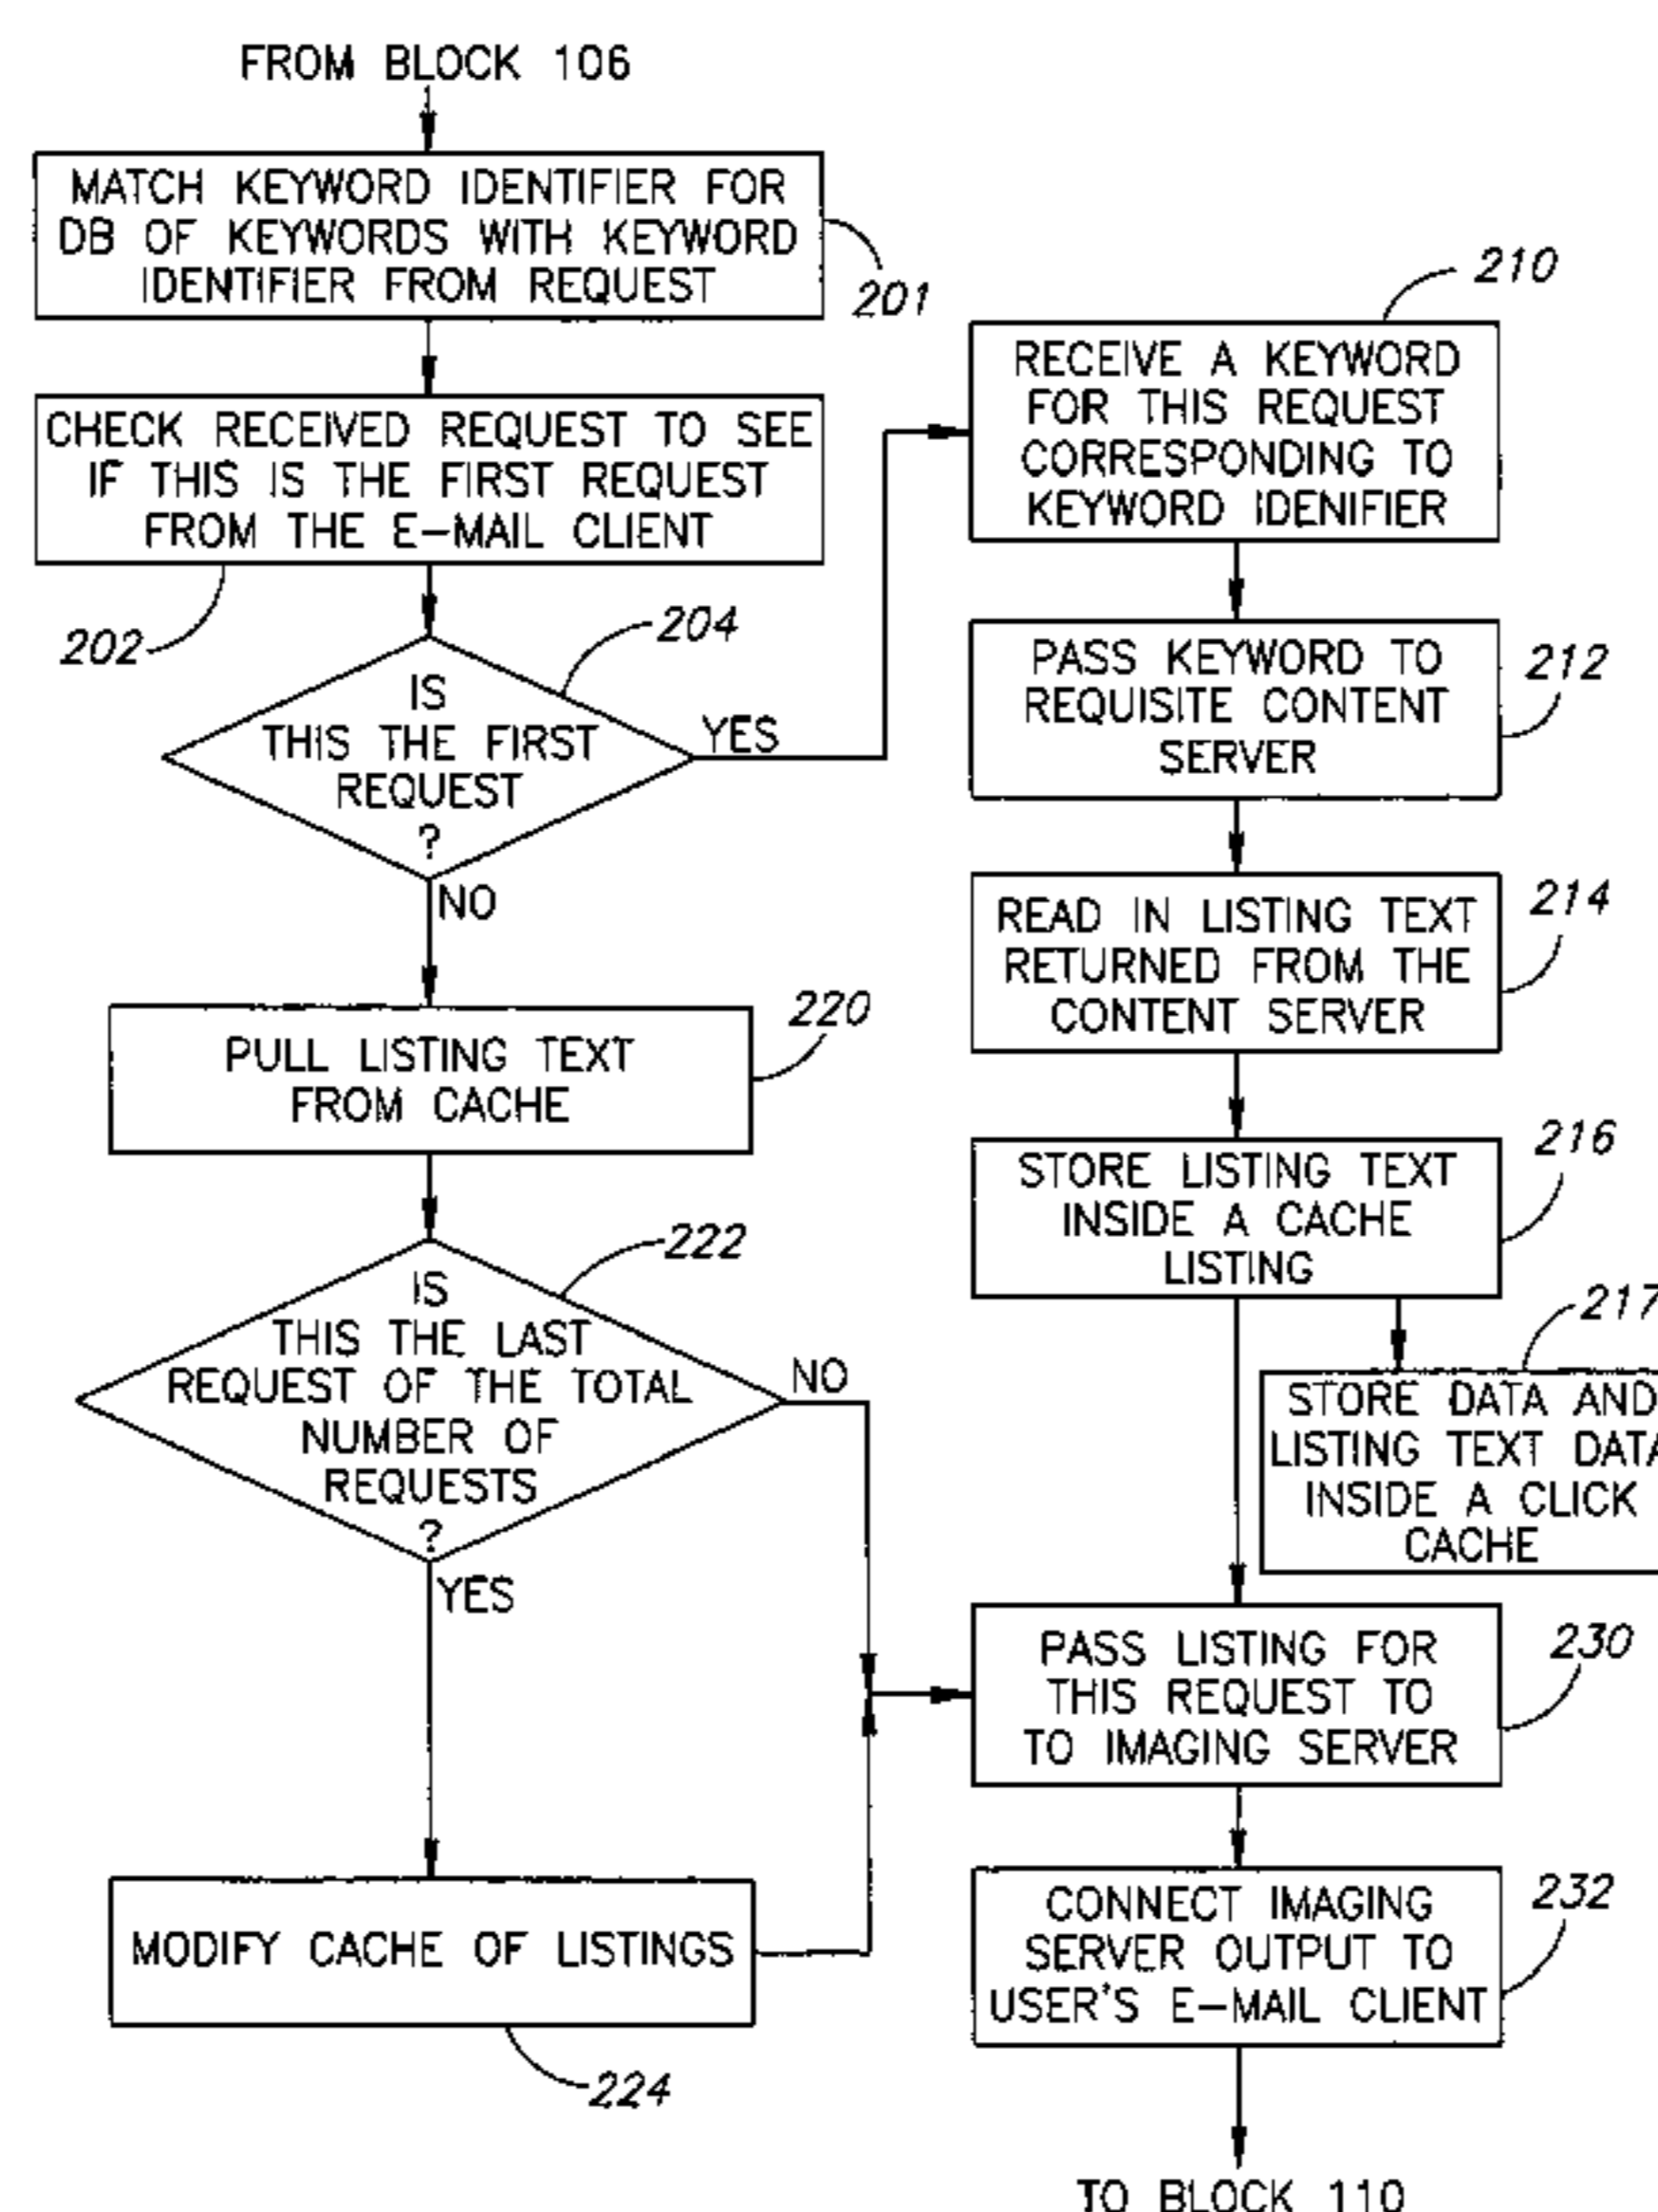 FROM BLOCK 106
MATCH KEYWORD IDENTIFIER FOR
DB OF KEYWORDS WITH KEYWORD
IDENTIFIER FROM REQUEST
201
CHECK RECEIVED REQUEST TO SEE
IF THIS IS THE FIRST REQUEST
FROM THE E-MAIL CLIENT
202
204
IS
THIS THE FIRST
REQUEST
?
YES
NO
220
PULL LISTING TEXT
FROM CACHE
222
IS
THIS THE LAST
REQUEST OF THE TOTAL
NUMBER OF
REQUESTS
?
NO
YES
MODIFY CACHE OF LISTINGS
224
210
RECEIVE A KEYWORD
FOR THIS REQUEST
CORRESPONDING TO
KEYWORD IDENIFIER
PASS KEYWORD TO
REQUISITE CONTENT
SERVER
212
READ IN LISTING TEXT
RETURNED FROM THE
CONTENT SERVER
214
STORE LISTING TEXT
INSIDE A CACHE
LISTING
216
217
STORE DATA AND
LISTING TEXT DATA
INSIDE A CLICK
CACHE
PASS LISTING FOR
THIS REQUEST TO
TO IMAGING SERVER
230
CONNECT IMAGING
SERVER OUTPUT TO
USER'S E-MAIL CLIENT
232
TO BLOCK 110